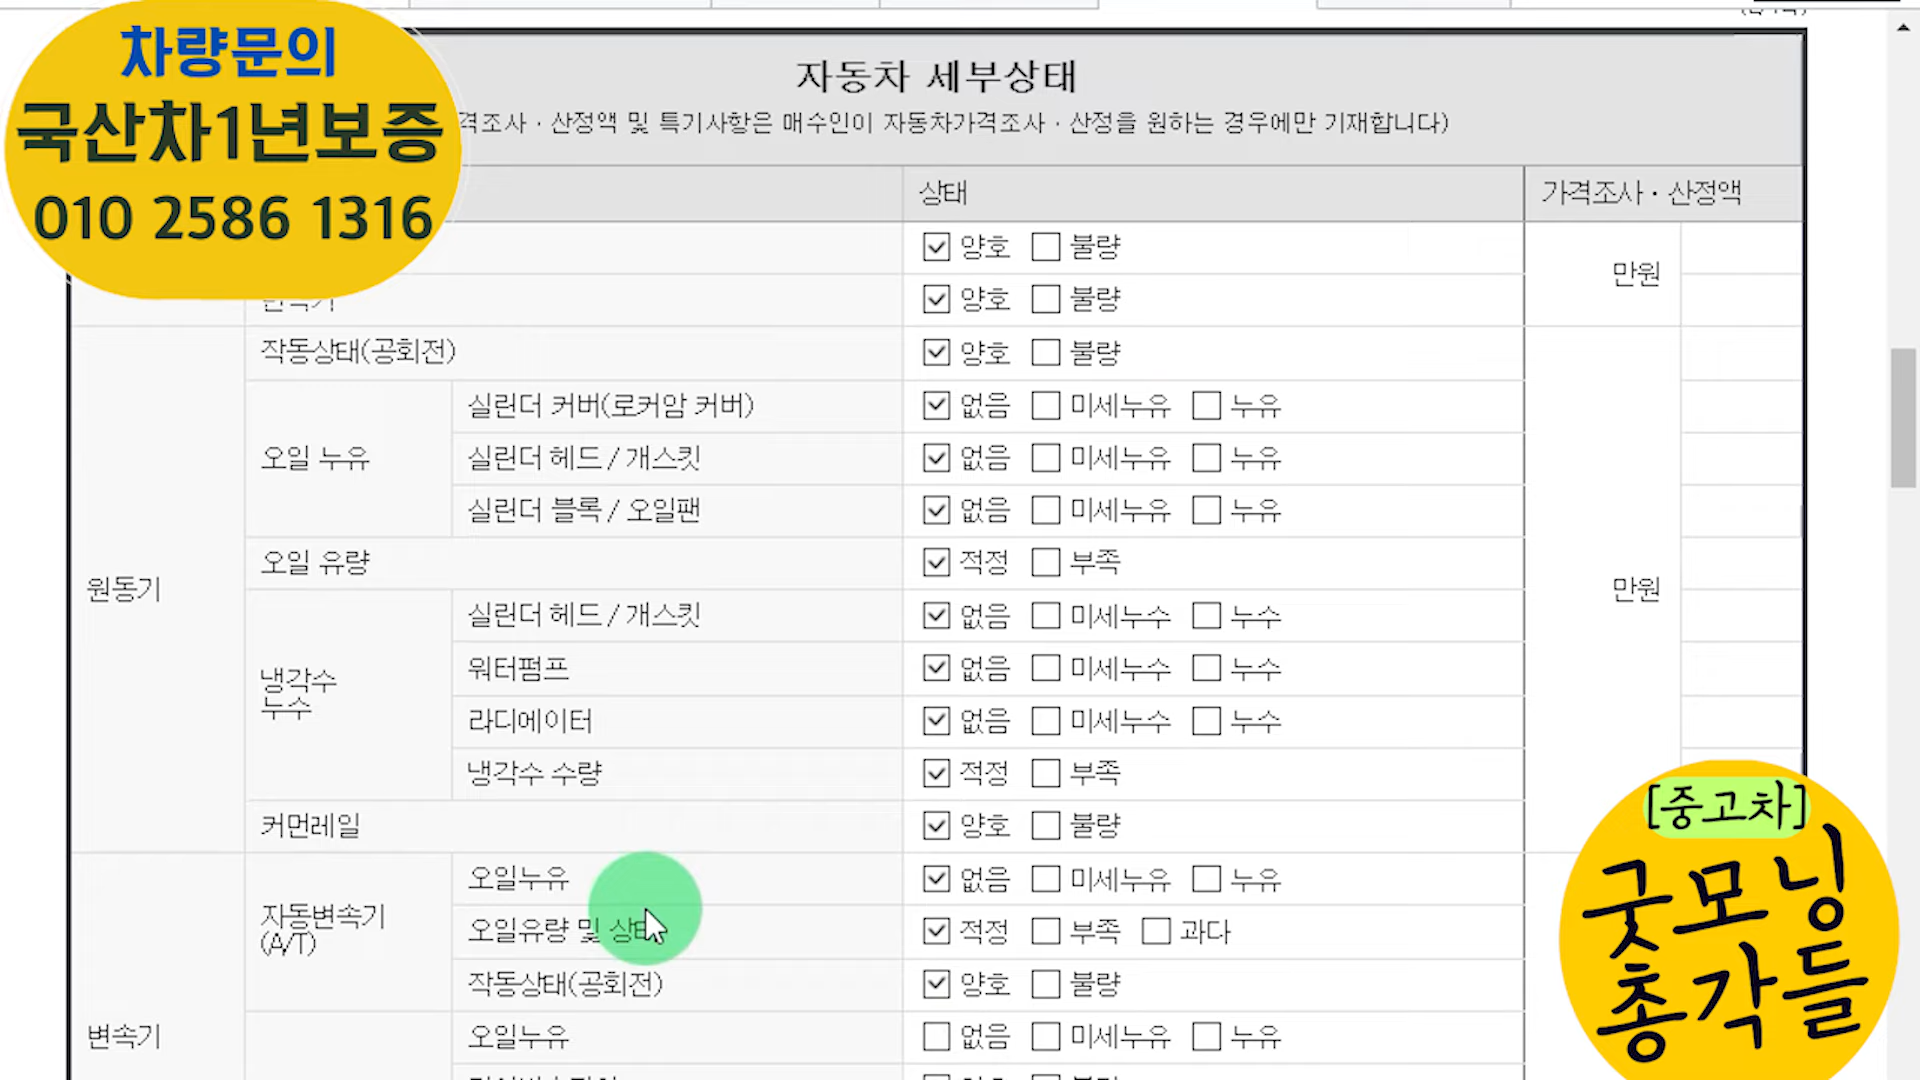 차량문의
국산차1년보증
010 2586 1316
자동차 세부상태
격조사 · 산정액 및 특기사항은 매수인이 자동차가격조사 · 산정을 원하는 경우에만 기재합니다)
상태 가격조사 · 산정액
☑ 양호 ☐ 불량 만원
변속기 ☑ 양호 ☐ 불량
원동기
작동상태(공회전) ☑ 양호 ☐ 불량
오일 누유
실린더 커버(로커암 커버) ☑ 없음 ☐ 미세누유 ☐ 누유
실린더 헤드 / 개스킷 ☑ 없음 ☐ 미세누유 ☐ 누유
실린더 블록 / 오일팬 ☑ 없음 ☐ 미세누유 ☐ 누유
오일 유량 ☑ 적정 ☐ 부족
만원
냉각수
누수
실린더 헤드 / 개스킷 ☑ 없음 ☐ 미세누수 ☐ 누수
워터펌프 ☑ 없음 ☐ 미세누수 ☐ 누수
라디에이터 ☑ 없음 ☐ 미세누수 ☐ 누수
냉각수 수량 ☑ 적정 ☐ 부족
커먼레일 ☑ 양호 ☐ 불량
변속기
자동변속기
(A/T)
오일누유 ☑ 없음 ☐ 미세누유 ☐ 누유
오일유량 및 상태 ☑ 적정 ☐ 부족 ☐ 과다
작동상태(공회전) ☑ 양호 ☐ 불량
오일누유 ☐ 없음 ☐ 미세누유 ☐ 누유
[중고차]
굿모닝
총각들